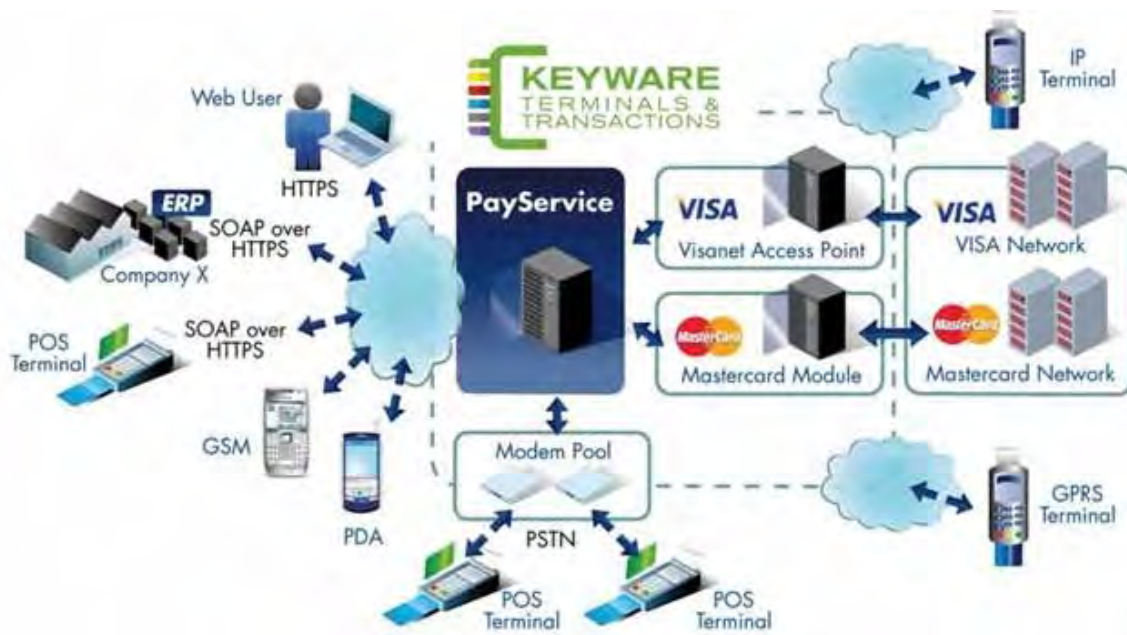 KEYWARE
TERMINALS &
TRANSACTIONS
IP
Terminal
Web User
HTTPS
ERP
SOAP over
HTTPS
Company X
PayService
VISA
Visanet Access Point
VISA
VISA Network
POS
Terminal
SOAP over
HTTPS
MasterCard
Mastercard Module
MasterCard
Mastercard Network
GSM
PDA
Modem Pool
PSTN
POS
Terminal
POS
Terminal
GPRS
Terminal